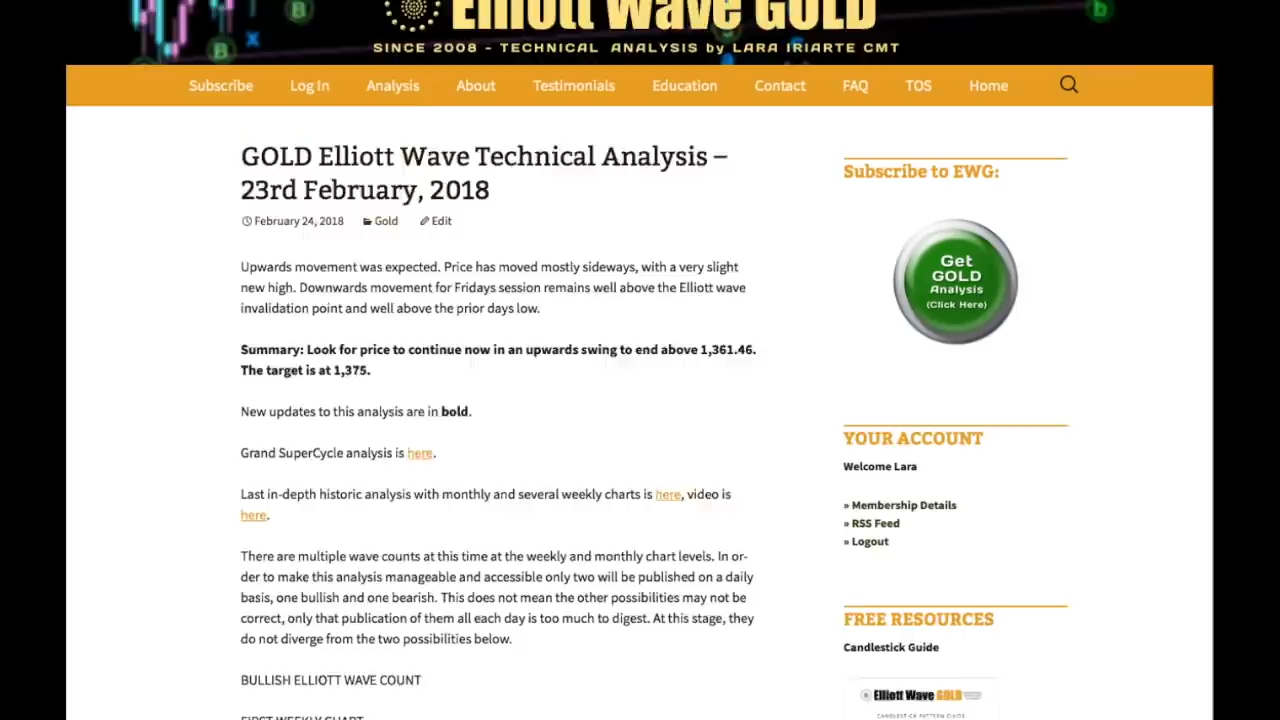 Elliott Wave GOLD
SINCE 2008 - TECHNICAL ANALYSIS by LARA IRIARTE CMT
B
B
b
Subscribe Log In Analysis About Testimonials Education Contact FAQ TOS Home
GOLD Elliott Wave Technical Analysis –
23rd February, 2018
February 24, 2018 Gold Edit
Upwards movement was expected. Price has moved mostly sideways, with a very slight
new high. Downwards movement for Fridays session remains well above the Elliott wave
invalidation point and well above the prior days low.
Summary: Look for price to continue now in an upwards swing to end above 1,361.46.
The target is at 1,375.
New updates to this analysis are in bold.
Grand SuperCycle analysis is here.
Last in-depth historic analysis with monthly and several weekly charts is here, video is
here.
There are multiple wave counts at this time at the weekly and monthly chart levels. In or-
der to make this analysis manageable and accessible only two will be published on a daily
basis, one bullish and one bearish. This does not mean the other possibilities may not be
correct, only that publication of them all each day is too much to digest. At this stage, they
do not diverge from the two possibilities below.
BULLISH ELLIOTT WAVE COUNT
FIRST WEEKLY CHART
Subscribe to EWG:
Get
GOLD
Analysis
(Click Here)
YOUR ACCOUNT
Welcome Lara
» Membership Details
» RSS Feed
» Logout
FREE RESOURCES
Candlestick Guide
Elliott Wave GOLD
CANDLESTICK PATTERN GUIDE